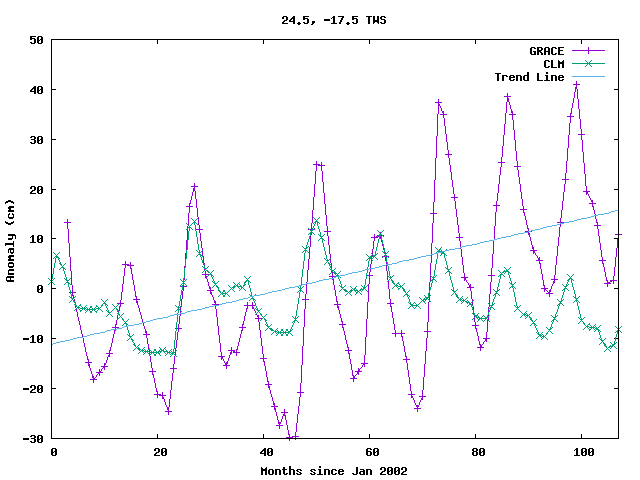 24.5, -17.5 TWS
GRACE
CLM
Trend Line
Anomaly (cm)
50
40
30
20
10
0
-10
-20
-30
0 20 40 60 80 100
Months since Jan 2002